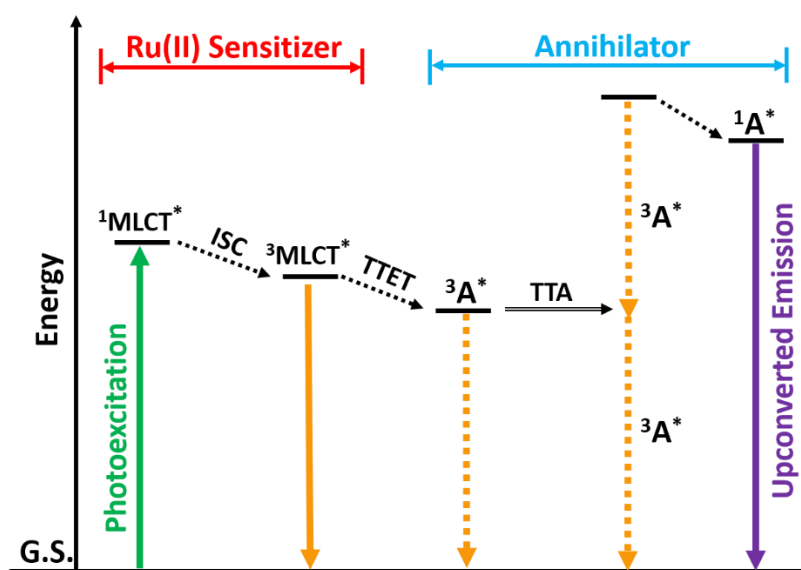 Ru(II) Sensitizer
Annihilator
¹A*
¹MLCT*
ISC
³MLCT*
TTET
³A*
TTA
³A*
³A*
Energy
Photoexcitation
Upconverted Emission
G.S.